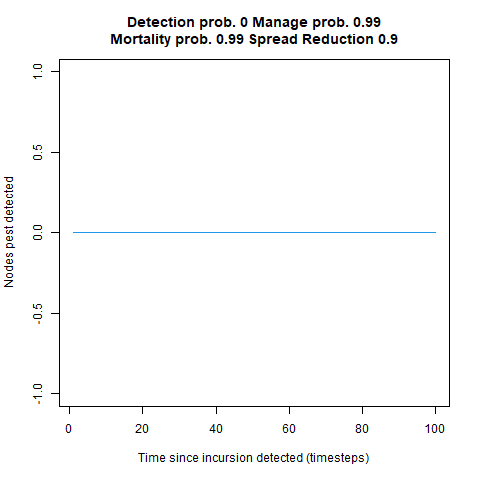 Detection prob. 0 Manage prob. 0.99
Mortality prob. 0.99 Spread Reduction 0.9
Nodes pest detected
1.0
0.5
0.0
-0.5
-1.0
0 20 40 60 80 100
Time since incursion detected (timesteps)